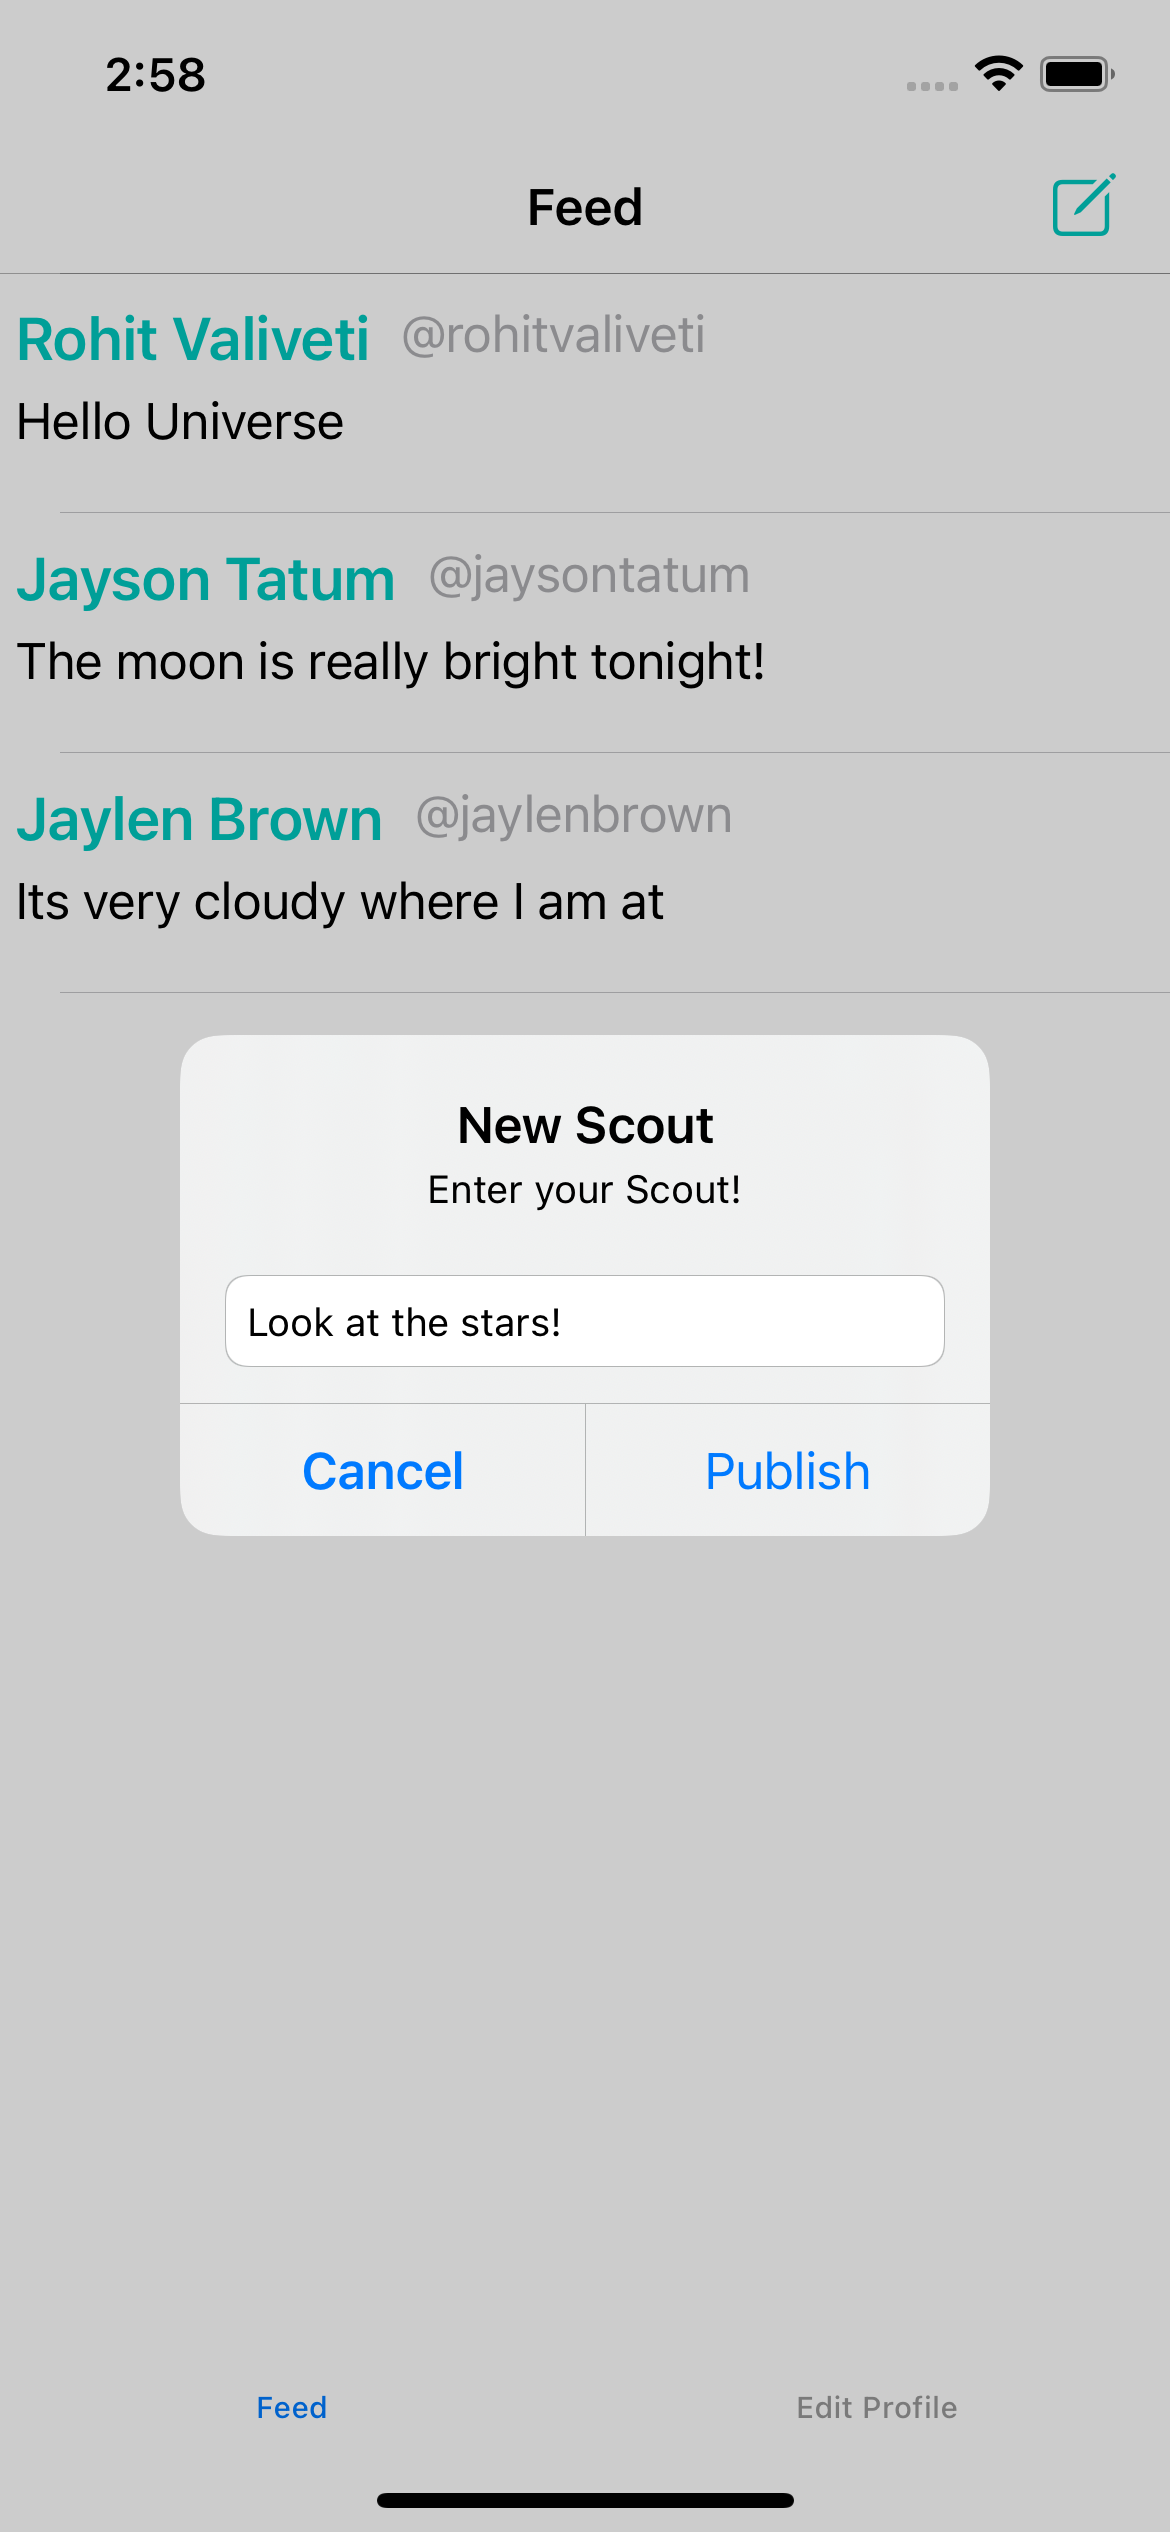 2:58
Feed
Rohit Valiveti @rohitvaliveti
Hello Universe
Jayson Tatum @jaysontatum
The moon is really bright tonight!
Jaylen Brown @jaylenbrown
Its very cloudy where I am at
New Scout
Enter your Scout!
Look at the stars!
Cancel Publish
Feed Edit Profile